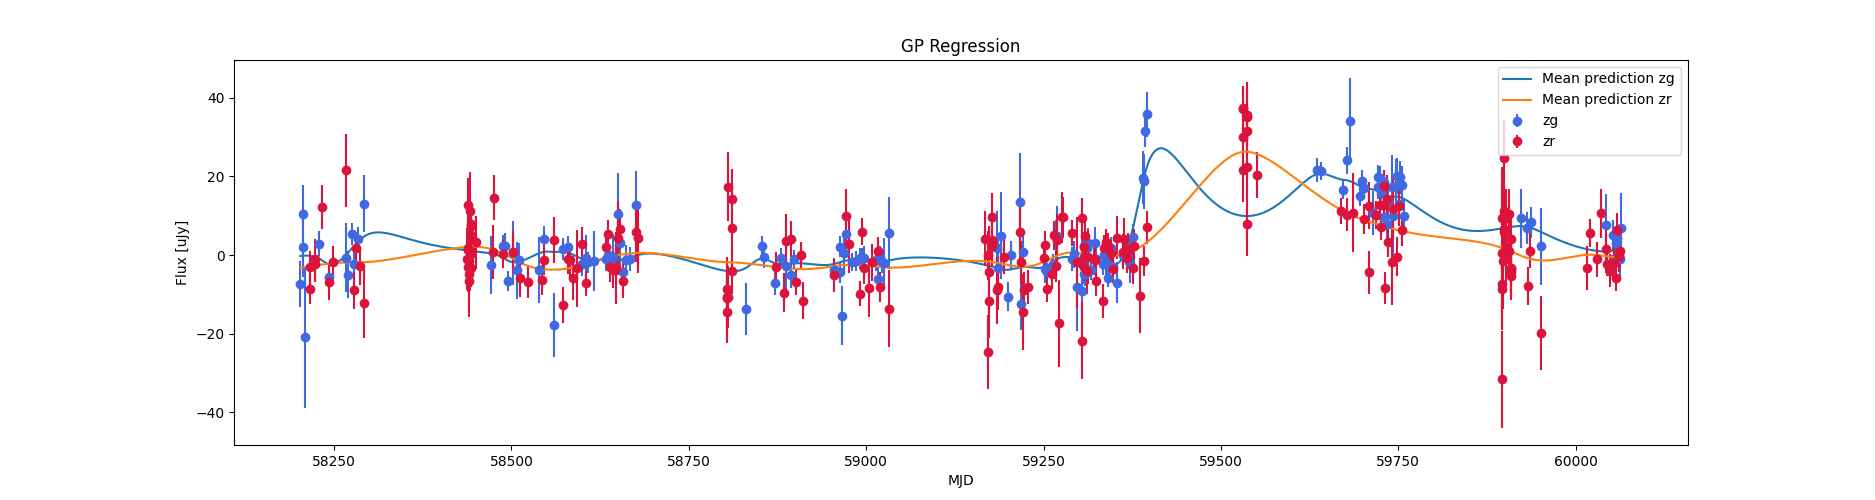 GP Regression
Flux [uJy]
40
20
0
−20
−40
58250
58500
58750
59000
59250
59500
59750
60000
MJD
Mean prediction zg
Mean prediction zr
zg
zr